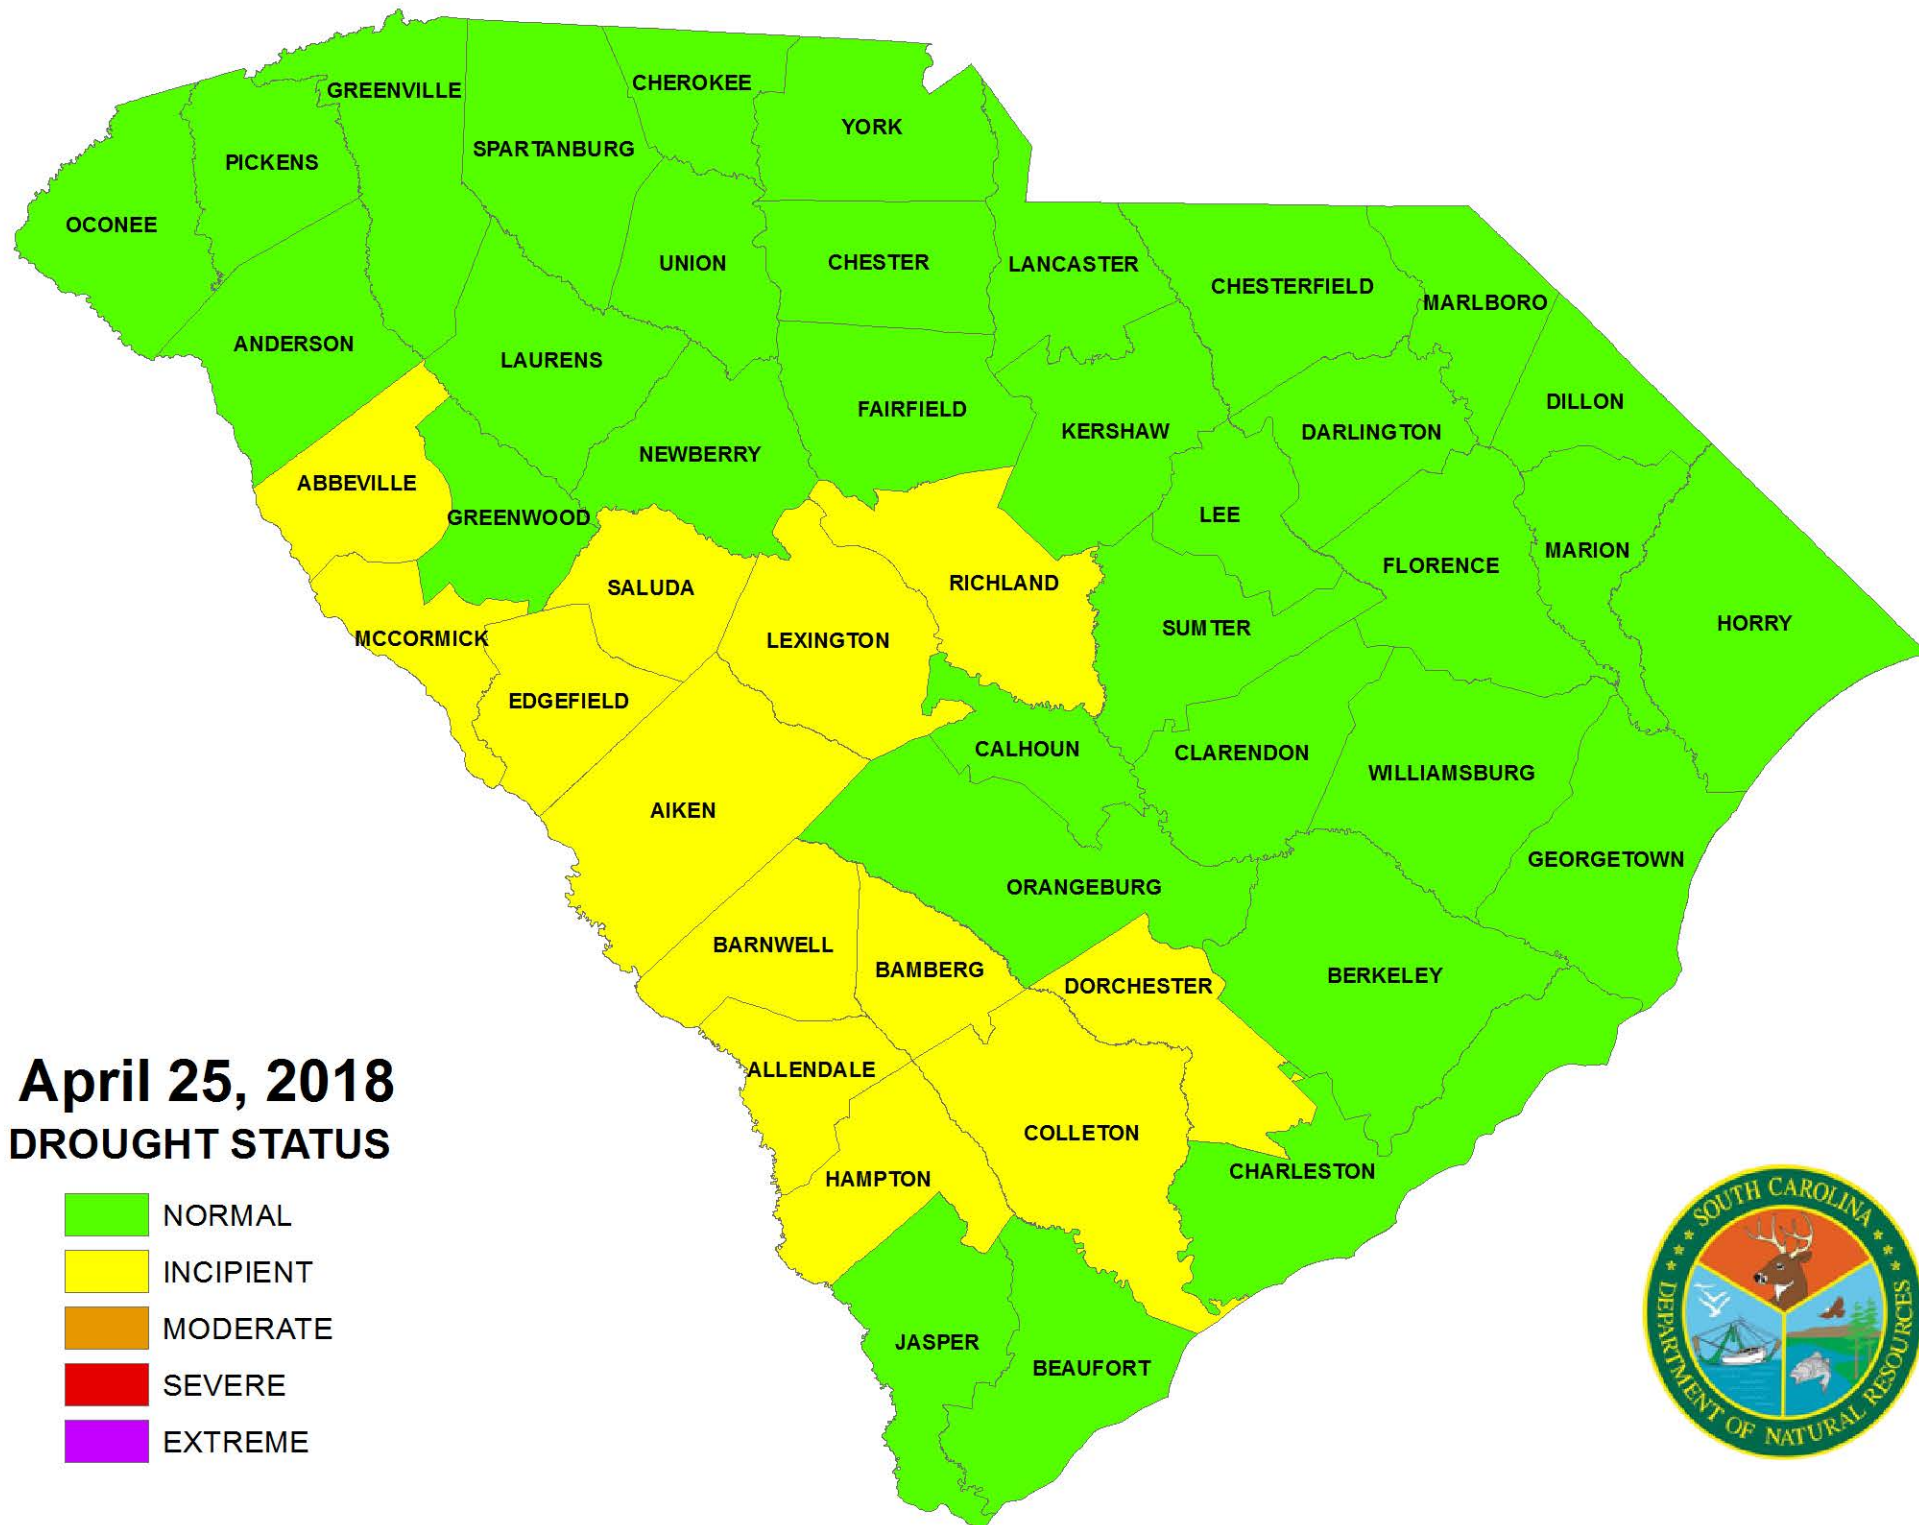 GREENVILLE
CHEROKEE
YORK
SPARTANBURG
PICKENS
OCONEE
UNION
CHESTER
LANCASTER
CHESTERFIELD
MARLBORO
ANDERSON
LAURENS
DILLON
FAIRFIELD
KERSHAW
DARLINGTON
NEWBERRY
ABBEVILLE
GREENWOOD
LEE
MARION
FLORENCE
RICHLAND
SALUDA
HORRY
SUMTER
MCCORMICK
LEXINGTON
EDGEFIELD
CALHOUN
CLARENDON
WILLIAMSBURG
AIKEN
GEORGETOWN
ORANGEBURG
BARNWELL
BAMBERG
BERKELEY
DORCHESTER
ALLENDALE
COLLETON
CHARLESTON
HAMPTON
JASPER
BEAUFORT
April 25, 2018
DROUGHT STATUS
NORMAL
INCIPIENT
MODERATE
SEVERE
EXTREME
SOUTH CAROLINA
DEPARTMENT OF NATURAL RESOURCES